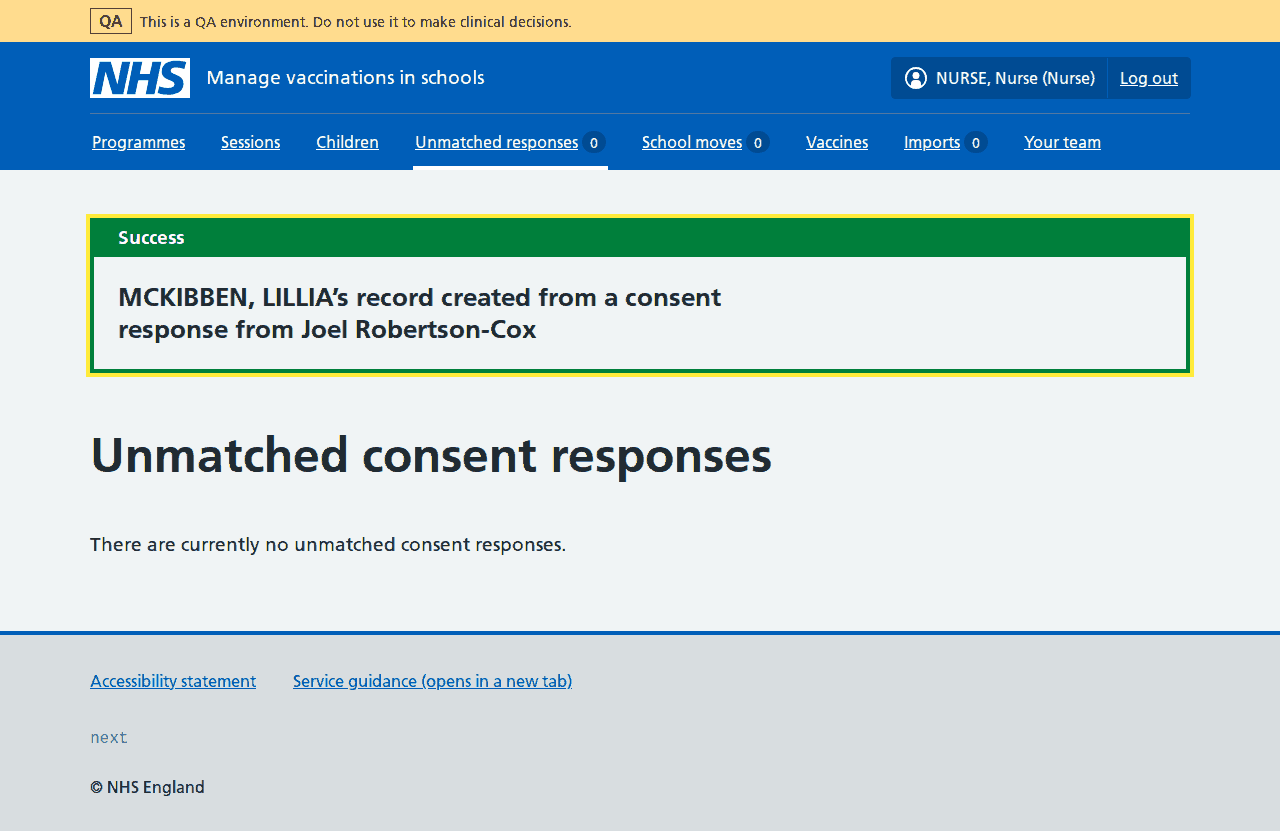 QA This is a QA environment. Do not use it to make clinical decisions.
NHS Manage vaccinations in schools NURSE, Nurse (Nurse) Log out
Programmes Sessions Children Unmatched responses 0 School moves 0 Vaccines Imports 0 Your team
Success
MCKIBBEN, LILLIA’s record created from a consent
response from Joel Robertson-Cox
Unmatched consent responses
There are currently no unmatched consent responses.
Accessibility statement Service guidance (opens in a new tab)
next
© NHS England